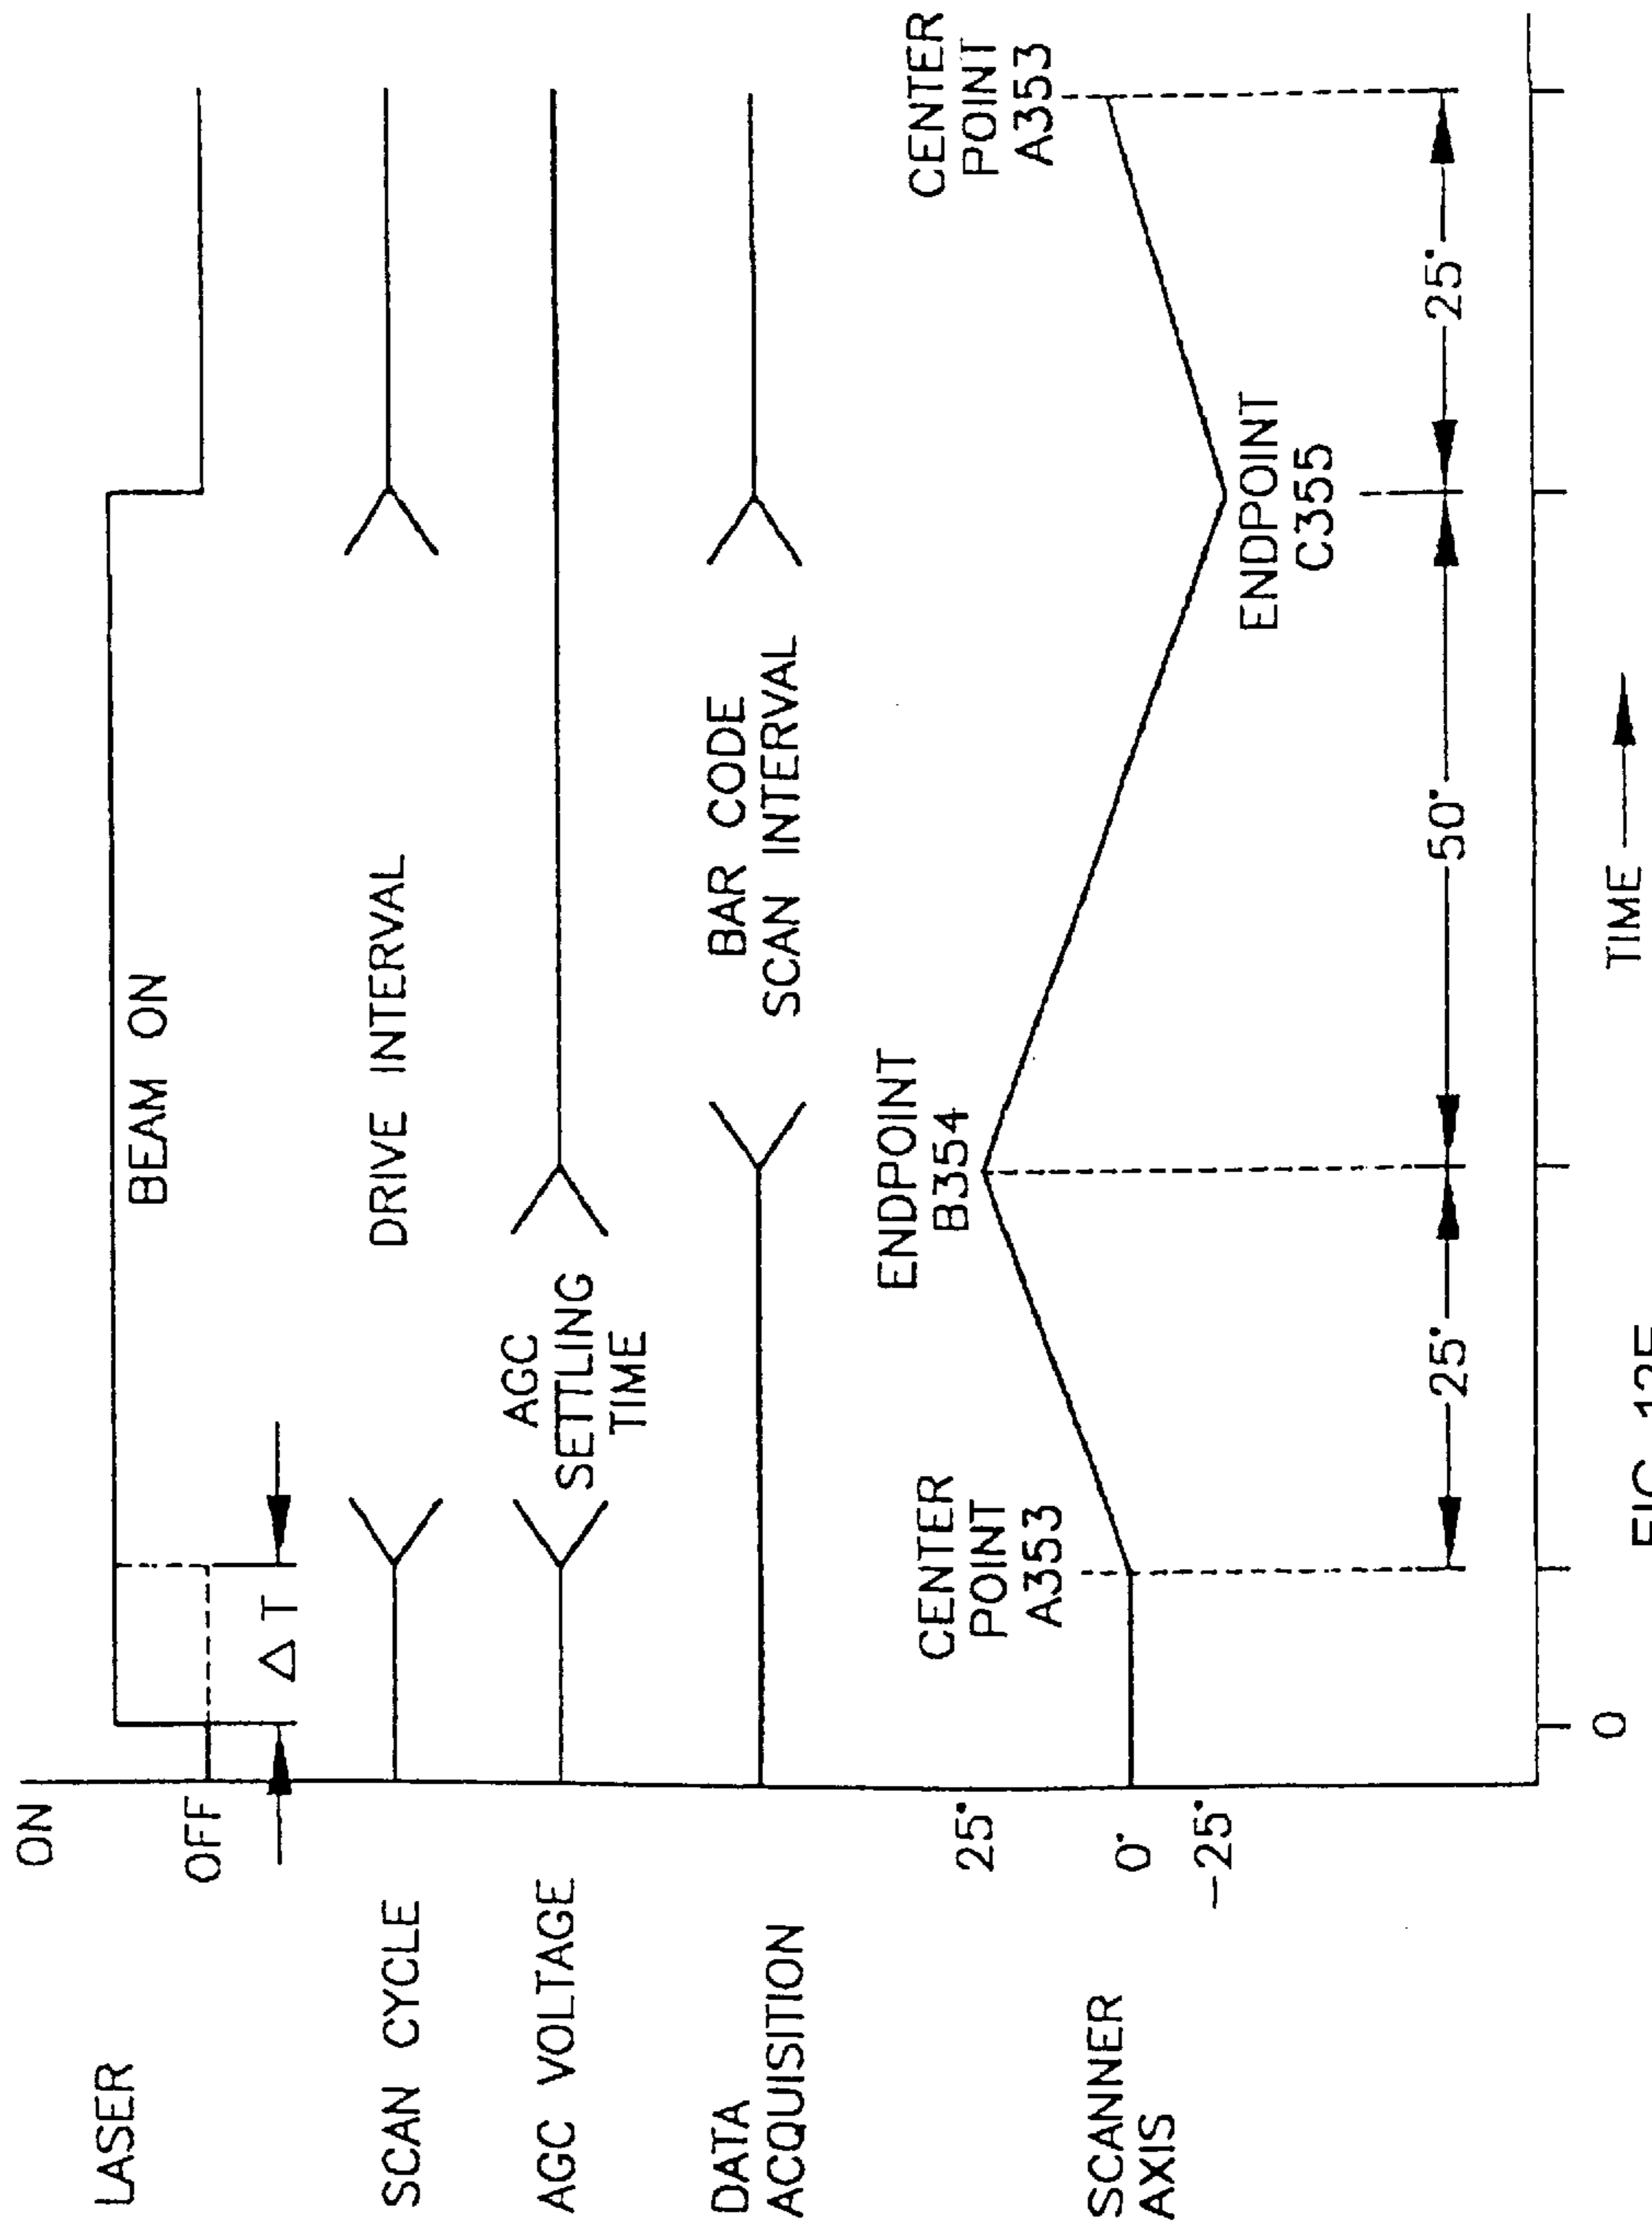 ON
LASER
OFF
BEAM ON
Δ T
SCAN CYCLE
DRIVE INTERVAL
AGC VOLTAGE
AGC
SETTLING
TIME
DATA
ACQUISITION
BAR CODE
SCAN INTERVAL
SCANNER
AXIS
25°
0°
-25°
CENTER
POINT
A353
ENDPOINT
B354
ENDPOINT
C355
CENTER
POINT
A353
25°
50°
25°
0
TIME